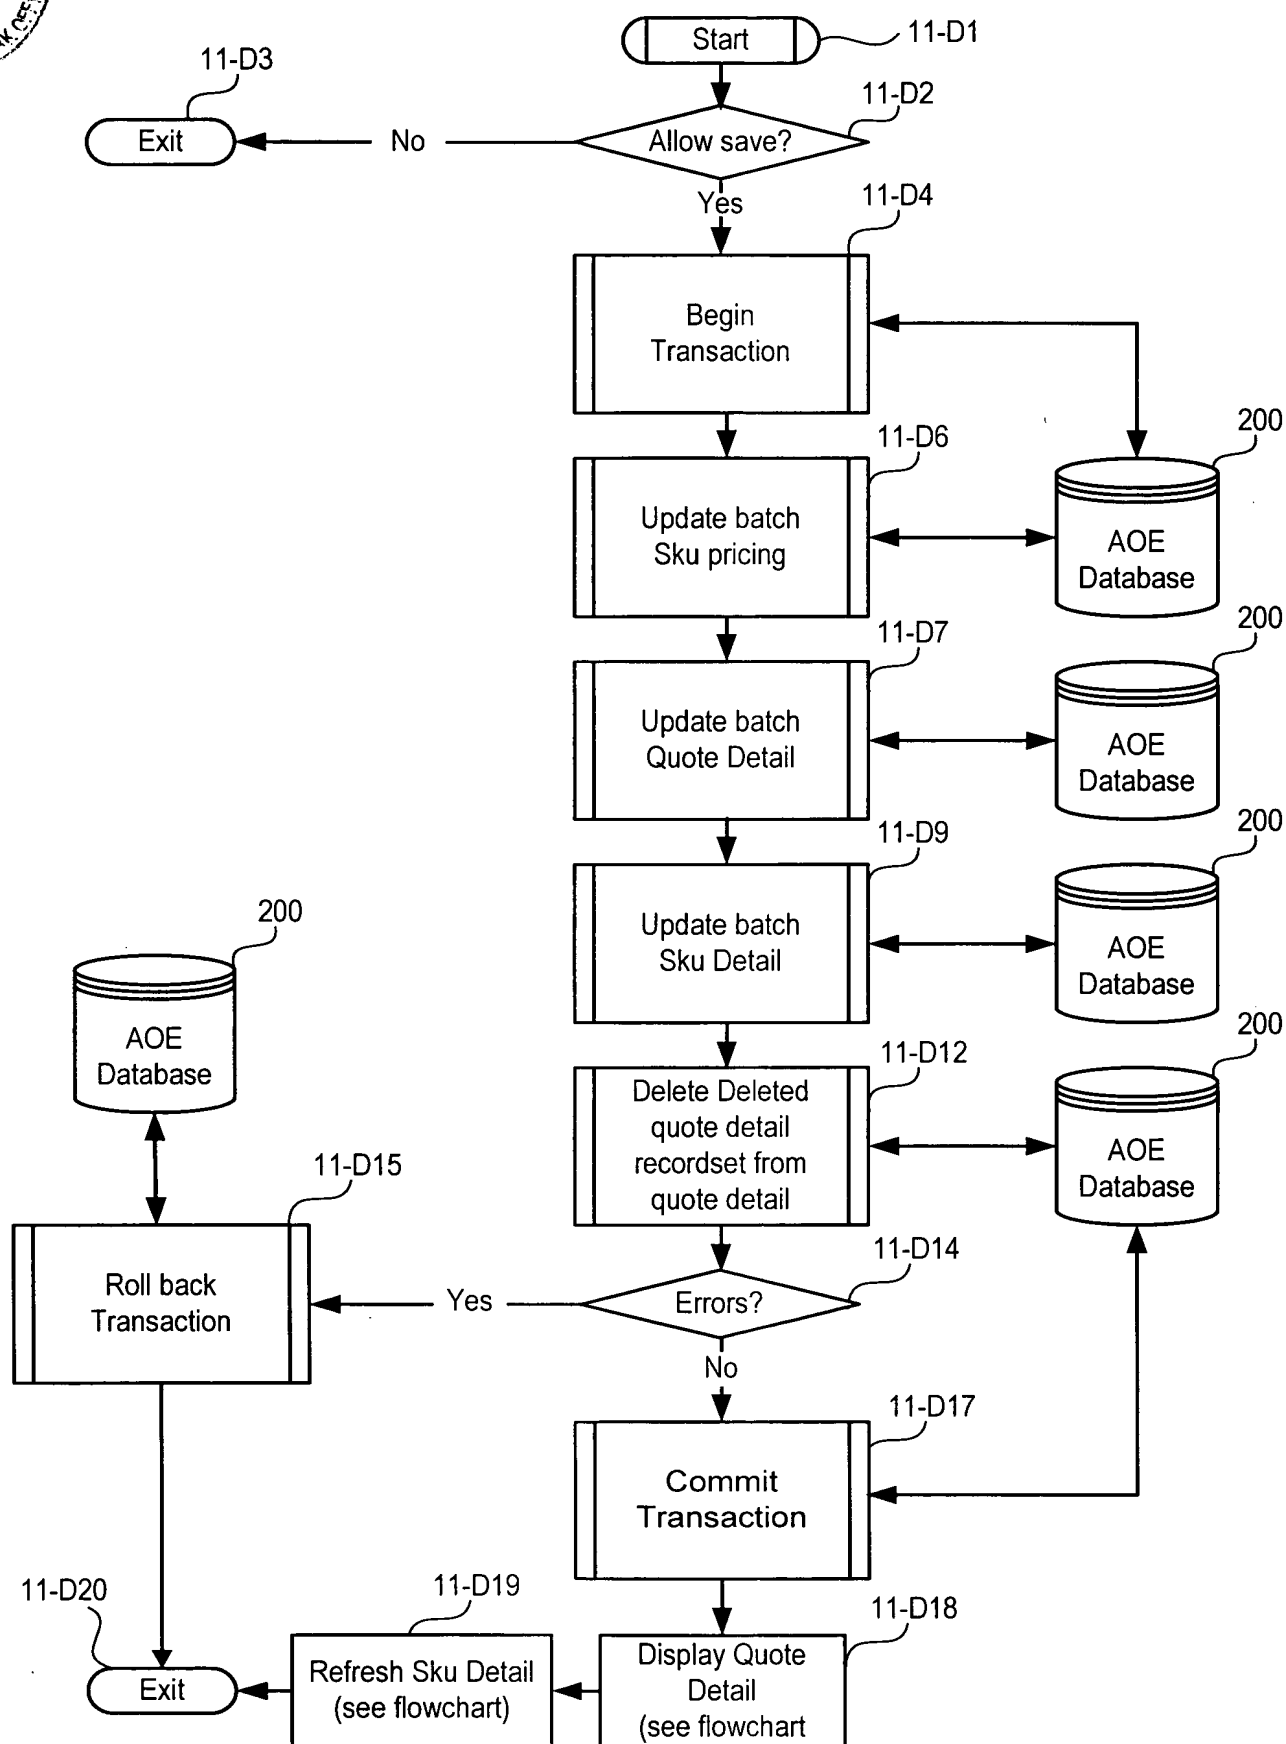 Start
11-D1
11-D3
11-D2
Exit
No
Allow save?
Yes
11-D4
Begin
Transaction
11-D6
200
Update batch
Sku pricing
AOE
Database
11-D7
200
Update batch
Quote Detail
AOE
Database
11-D9
200
Update batch
Sku Detail
AOE
Database
200
AOE
Database
11-D12
200
Delete Deleted
quote detail
recordset from
quote detail
AOE
Database
11-D15
Roll back
Transaction
11-D14
Yes
Errors?
No
11-D17
Commit
Transaction
11-D20
11-D19
11-D18
Exit
Refresh Sku Detail
(see flowchart)
Display Quote
Detail
(see flowchart